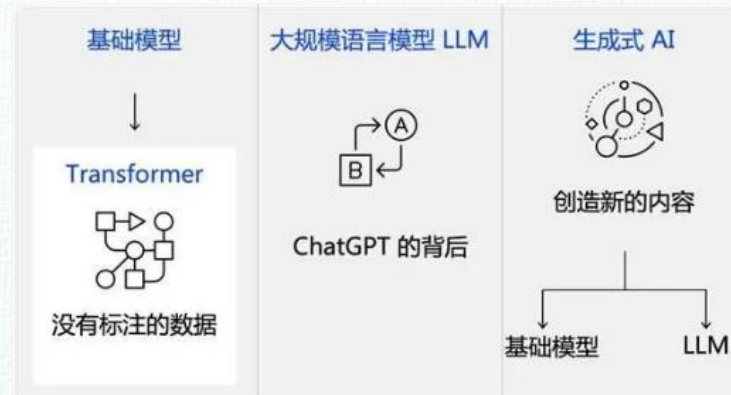 基础模型
Transformer
没有标注的数据
大规模语言模型 LLM
A
B
ChatGPT 的背后
生成式 AI
创造新的内容
基础模型
LLM